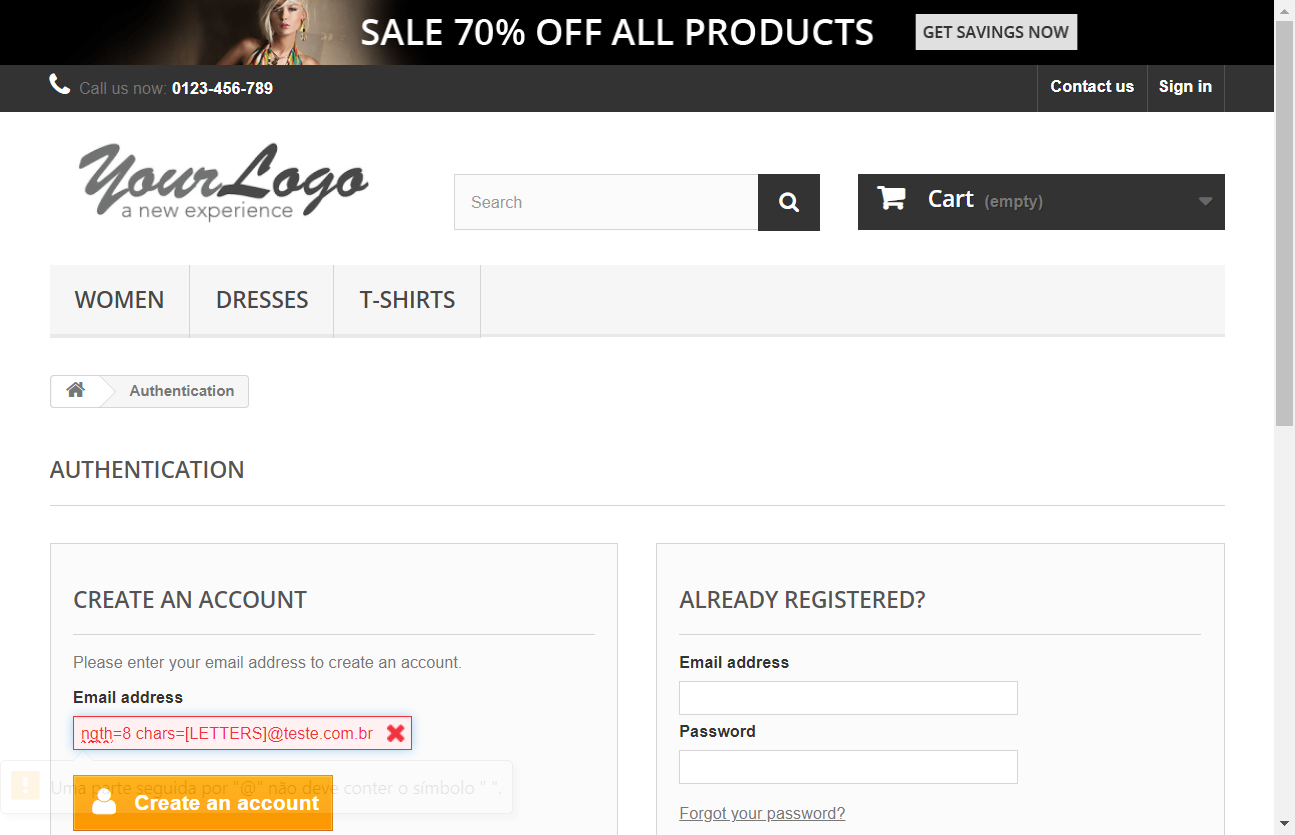 SALE 70% OFF ALL PRODUCTS GET SAVINGS NOW
Call us now: 0123-456-789 Contact us Sign in
YourLogo
a new experience
Search
Cart (empty)
WOMEN DRESSES T-SHIRTS
Authentication
AUTHENTICATION
CREATE AN ACCOUNT
Please enter your email address to create an account.
Email address
ngth=8 chars=[LETTERS]@teste.com.br
Uma parte seguida por "@" não deve conter o símbolo " ".
Create an account
ALREADY REGISTERED?
Email address
Password
Forgot your password?